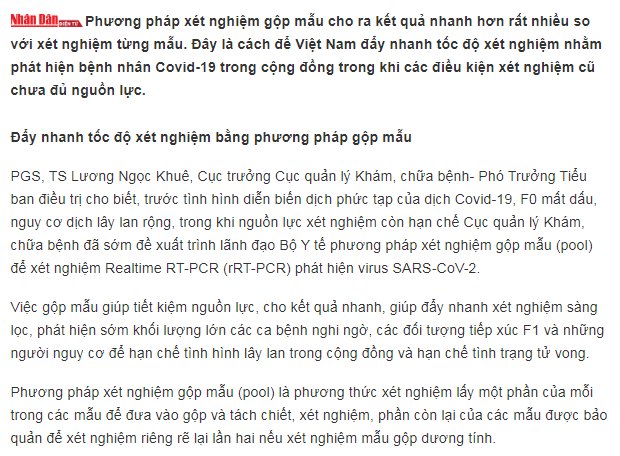 Nhân Dân ĐIỆN TỬ Phương pháp xét nghiệm gộp mẫu cho ra kết quả nhanh hơn rất nhiều so
với xét nghiệm từng mẫu. Đây là cách để Việt Nam đẩy nhanh tốc độ xét nghiệm nhằm
phát hiện bệnh nhân Covid-19 trong cộng đồng trong khi các điều kiện xét nghiệm cũ
chưa đủ nguồn lực.
Đẩy nhanh tốc độ xét nghiệm bằng phương pháp gộp mẫu
PGS, TS Lương Ngọc Khuê, Cục trưởng Cục quản lý Khám, chữa bệnh- Phó Trưởng Tiểu
ban điều trị cho biết, trước tình hình diễn biến dịch phức tạp của dịch Covid-19, F0 mất dấu,
nguy cơ dịch lây lan rộng, trong khi nguồn lực xét nghiệm còn hạn chế Cục quản lý Khám,
chữa bệnh đã sớm đề xuất trình lãnh đạo Bộ Y tế phương pháp xét nghiệm gộp mẫu (pool)
để xét nghiệm Realtime RT-PCR (rRT-PCR) phát hiện virus SARS-CoV-2.
Việc gộp mẫu giúp tiết kiệm nguồn lực, cho kết quả nhanh, giúp đẩy nhanh xét nghiệm sàng
lọc, phát hiện sớm khối lượng lớn các ca bệnh nghi ngờ, các đối tượng tiếp xúc F1 và những
người nguy cơ để hạn chế tình hình lây lan trong cộng đồng và hạn chế tình trạng tử vong.
Phương pháp xét nghiệm gộp mẫu (pool) là phương thức xét nghiệm lấy một phần của mỗi
trong các mẫu để đưa vào gộp và tách chiết, xét nghiệm, phần còn lại của các mẫu được bảo
quản để xét nghiệm riêng rẽ lại lần hai nếu xét nghiệm mẫu gộp dương tính.